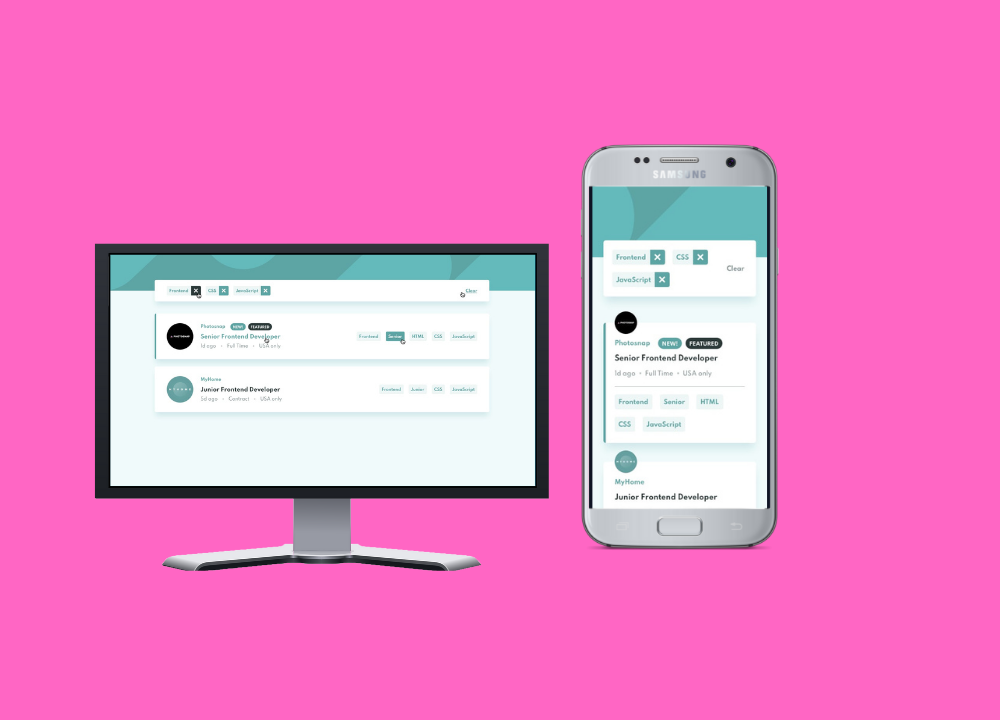 Frontend CSS JavaScript Clear
Photosnap NEW! FEATURED
Senior Frontend Developer
1d ago • Full Time • USA only
Frontend Senior HTML CSS JavaScript
MyHome
Junior Frontend Developer
5d ago • Contract • USA only
Frontend Junior CSS JavaScript
SAMSUNG
Frontend CSS
Clear
JavaScript
PHOTOSNAP
Photosnap NEW! FEATURED
Senior Frontend Developer
1d ago • Full Time • USA only
Frontend Senior HTML
CSS JavaScript
MyHome
Junior Frontend Developer